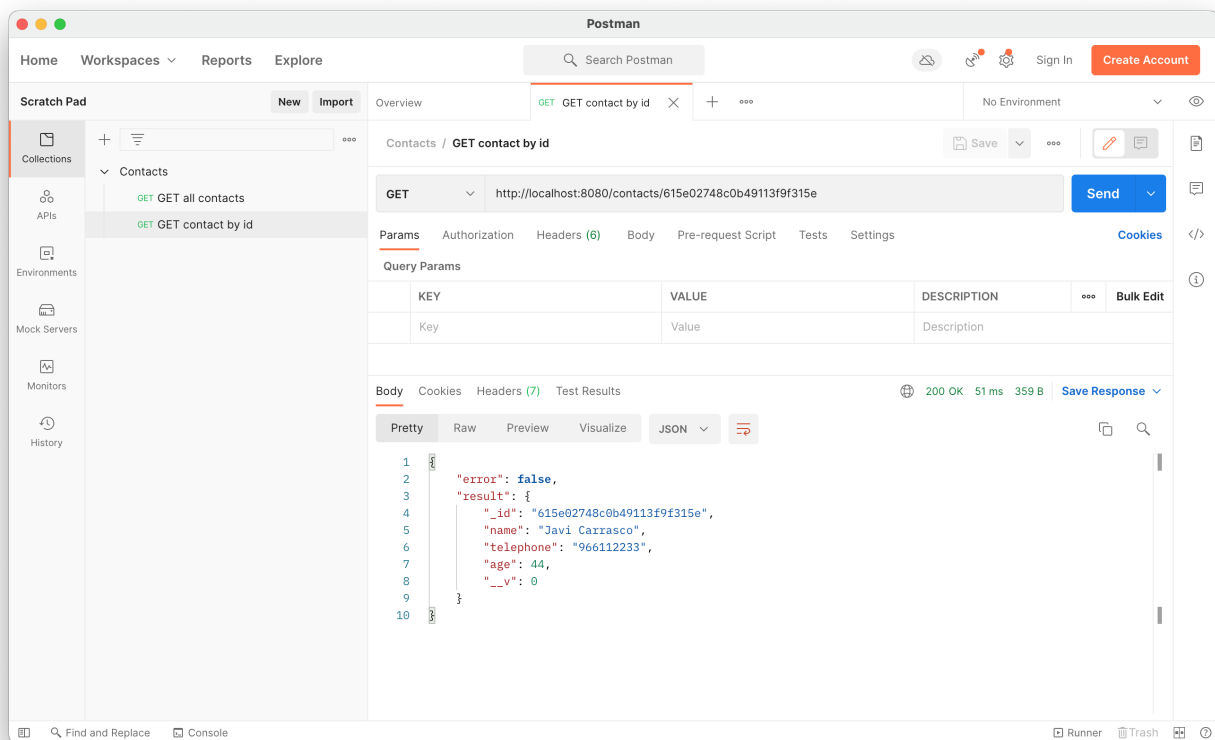 Postman
Home Workspaces Reports Explore Search Postman Sign In Create Account
Scratch Pad New Import
Overview GET GET contact by id No Environment
Collections
APIs
Environments
Mock Servers
Monitors
History
Contacts
GET GET all contacts
GET GET contact by id
Contacts / GET contact by id Save
GET http://localhost:8080/contacts/615e02748c0b49113f9f315e Send
Params Authorization Headers (6) Body Pre-request Script Tests Settings Cookies
Query Params
KEY VALUE DESCRIPTION Bulk Edit
Key Value Description
Body Cookies Headers (7) Test Results 200 OK 51 ms 359 B Save Response
Pretty Raw Preview Visualize JSON
1 {
2 "error": false,
3 "result": {
4 "_id": "615e02748c0b49113f9f315e",
5 "name": "Javi Carrasco",
6 "telephone": "966112233",
7 "age": 44,
8 "__v": 0
9 }
10 }
Find and Replace Console Runner Trash